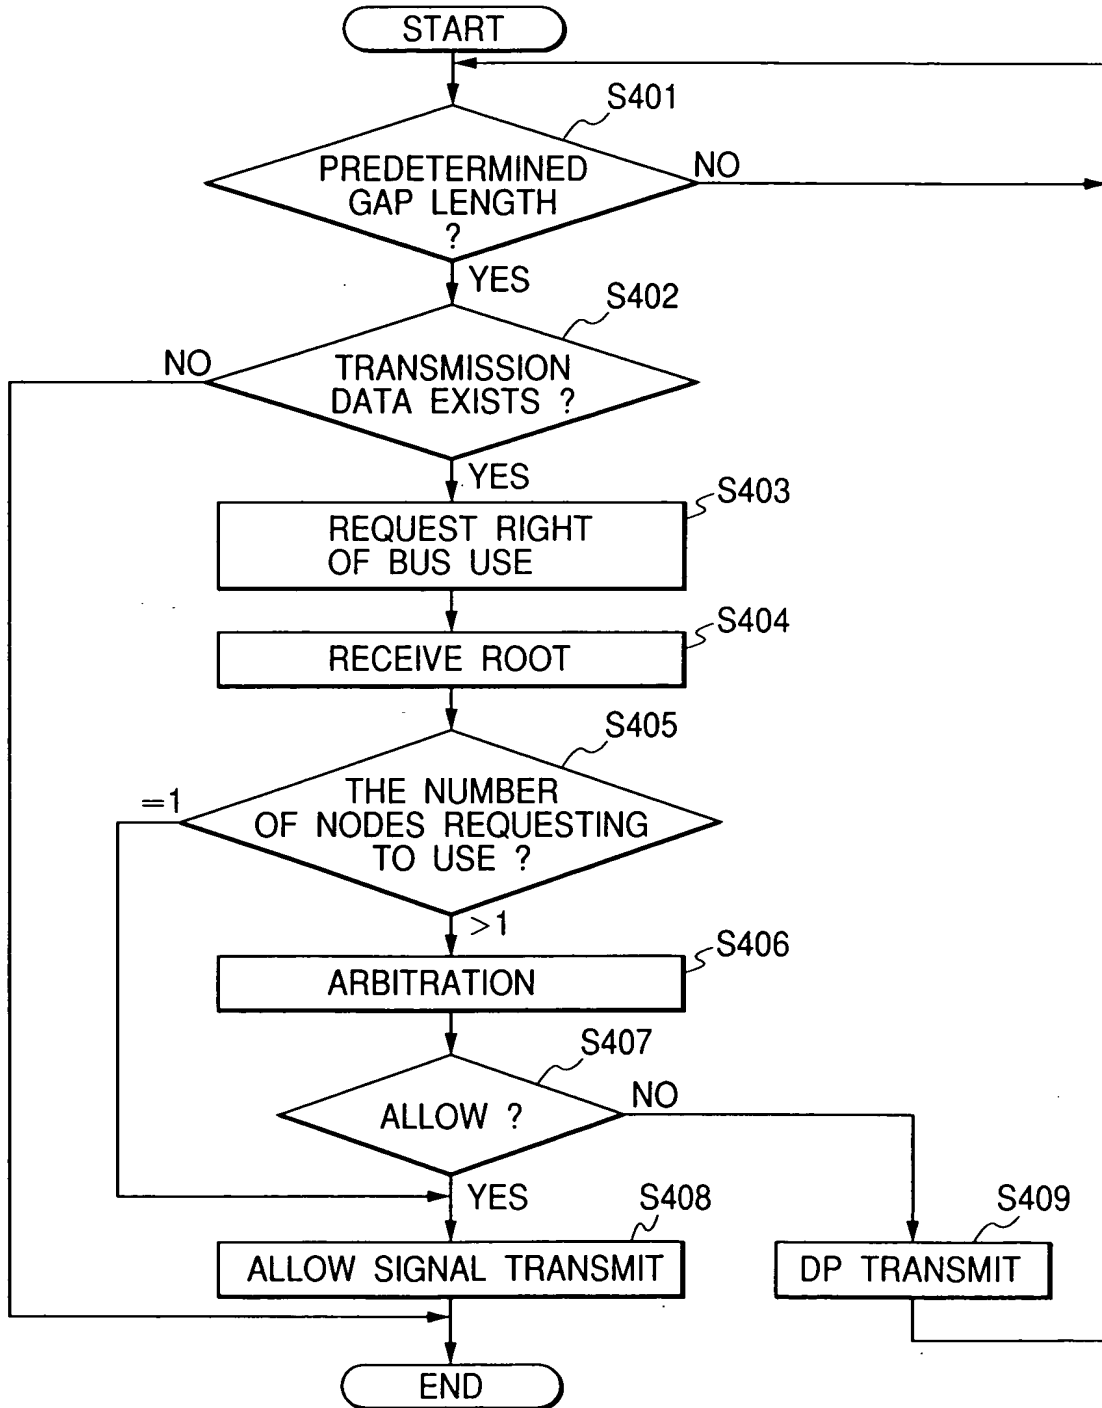 START
S401
PREDETERMINED
GAP LENGTH
?
NO
YES
S402
NO
TRANSMISSION
DATA EXISTS ?
YES
S403
REQUEST RIGHT
OF BUS USE
S404
RECEIVE ROOT
S405
=1
THE NUMBER
OF NODES REQUESTING
TO USE ?
>1
S406
ARBITRATION
S407
ALLOW ?
NO
YES
S408
ALLOW SIGNAL TRANSMIT
S409
DP TRANSMIT
END